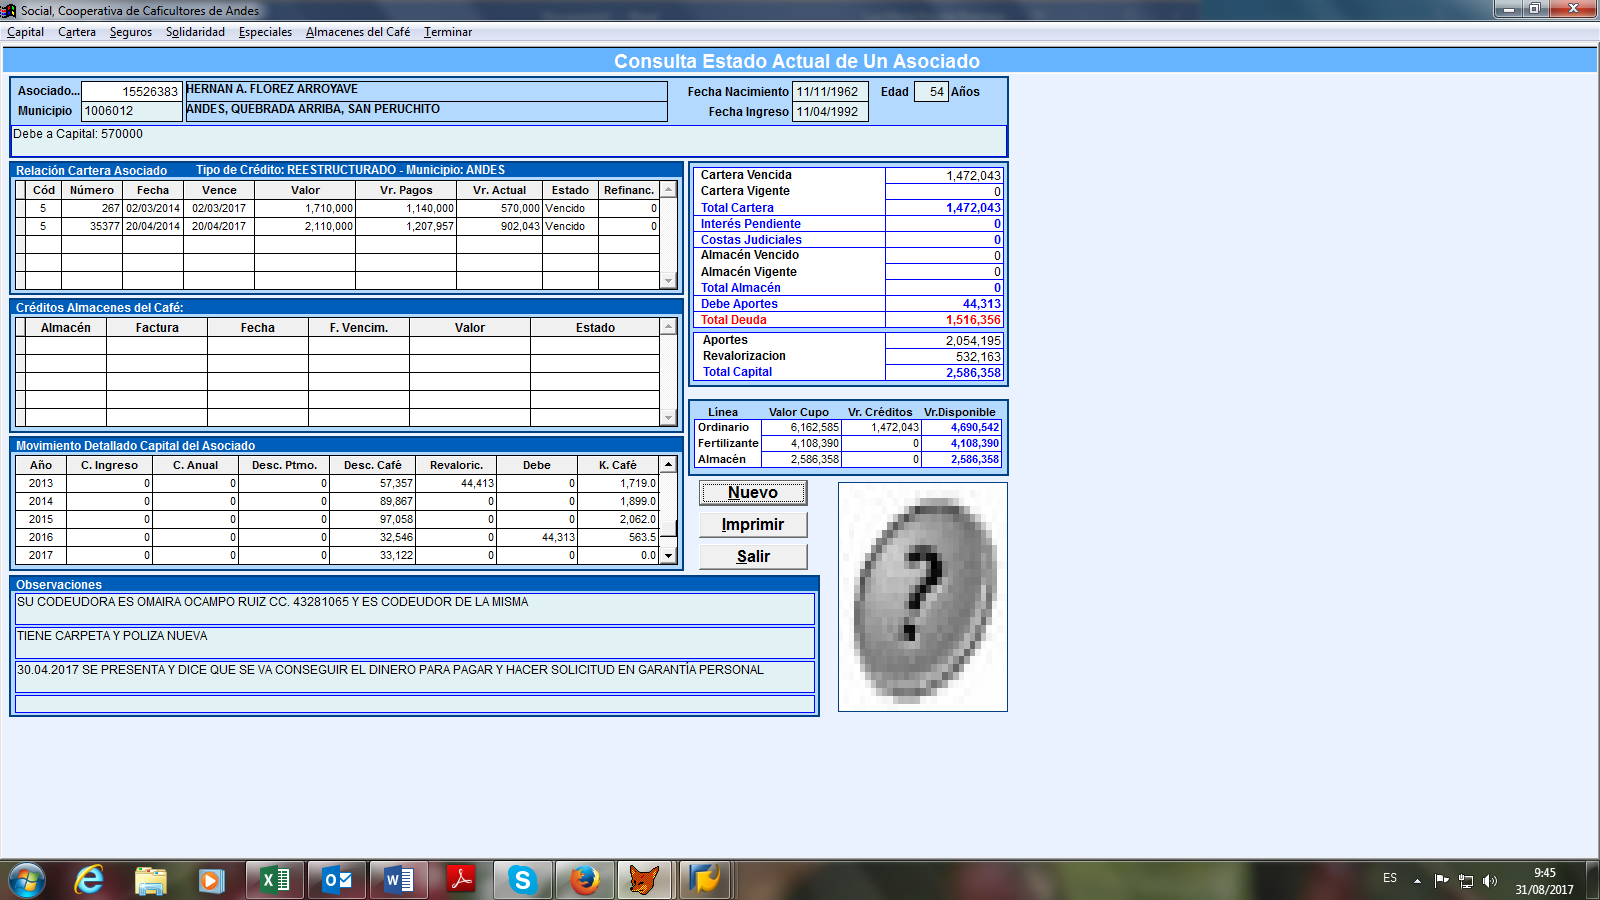 Social, Cooperativa de Caficultores de Andes
Capital Cartera Seguros Solidaridad Especiales Almacenes del Café Terminar
Consulta Estado Actual de Un Asociado
Asociado... 15526383 HERNAN A. FLOREZ ARROYAVE Fecha Nacimiento 11/11/1962 Edad 54 Años
Municipio 1006012 ANDES, QUEBRADA ARRIBA, SAN PERUCHITO Fecha Ingreso 11/04/1992
Debe a Capital: 570000
Relación Cartera Asociado Tipo de Crédito: REESTRUCTURADO - Municipio: ANDES
Cód Número Fecha Vence Valor Vr. Pagos Vr. Actual Estado Refinanc.
5 267 02/03/2014 02/03/2017 1,710,000 1,140,000 570,000 Vencido 0
5 35377 20/04/2014 20/04/2017 2,110,000 1,207,957 902,043 Vencido 0
Cartera Vencida 1,472,043
Cartera Vigente 0
Total Cartera 1,472,043
Interés Pendiente 0
Costas Judiciales 0
Almacén Vencido 0
Almacén Vigente 0
Total Almacén 0
Debe Aportes 44,313
Total Deuda 1,516,356
Aportes 2,054,195
Revalorizacion 532,163
Total Capital 2,586,358
Créditos Almacenes del Café:
Almacén Factura Fecha F. Vencim. Valor Estado
Línea Valor Cupo Vr. Créditos Vr.Disponible
Ordinario 6,162,585 1,472,043 4,690,542
Fertilizante 4,108,390 0 4,108,390
Almacén 2,586,358 0 2,586,358
Movimiento Detallado Capital del Asociado
Año C. Ingreso C. Anual Desc. Ptmo. Desc. Café Revaloric. Debe K. Café
2013 0 0 0 57,357 44,413 0 1,719.0
2014 0 0 0 89,867 0 0 1,899.0
2015 0 0 0 97,058 0 0 2,062.0
2016 0 0 0 32,546 0 44,313 563.5
2017 0 0 0 33,122 0 0 0.0
Nuevo
Imprimir
Salir
?
Observaciones
SU CODEUDORA ES OMAIRA OCAMPO RUIZ CC. 43281065 Y ES CODEUDOR DE LA MISMA
TIENE CARPETA Y POLIZA NUEVA
30.04.2017 SE PRESENTA Y DICE QUE SE VA CONSEGUIR EL DINERO PARA PAGAR Y HACER SOLICITUD EN GARANTÍA PERSONAL
ES
9:45
31/08/2017